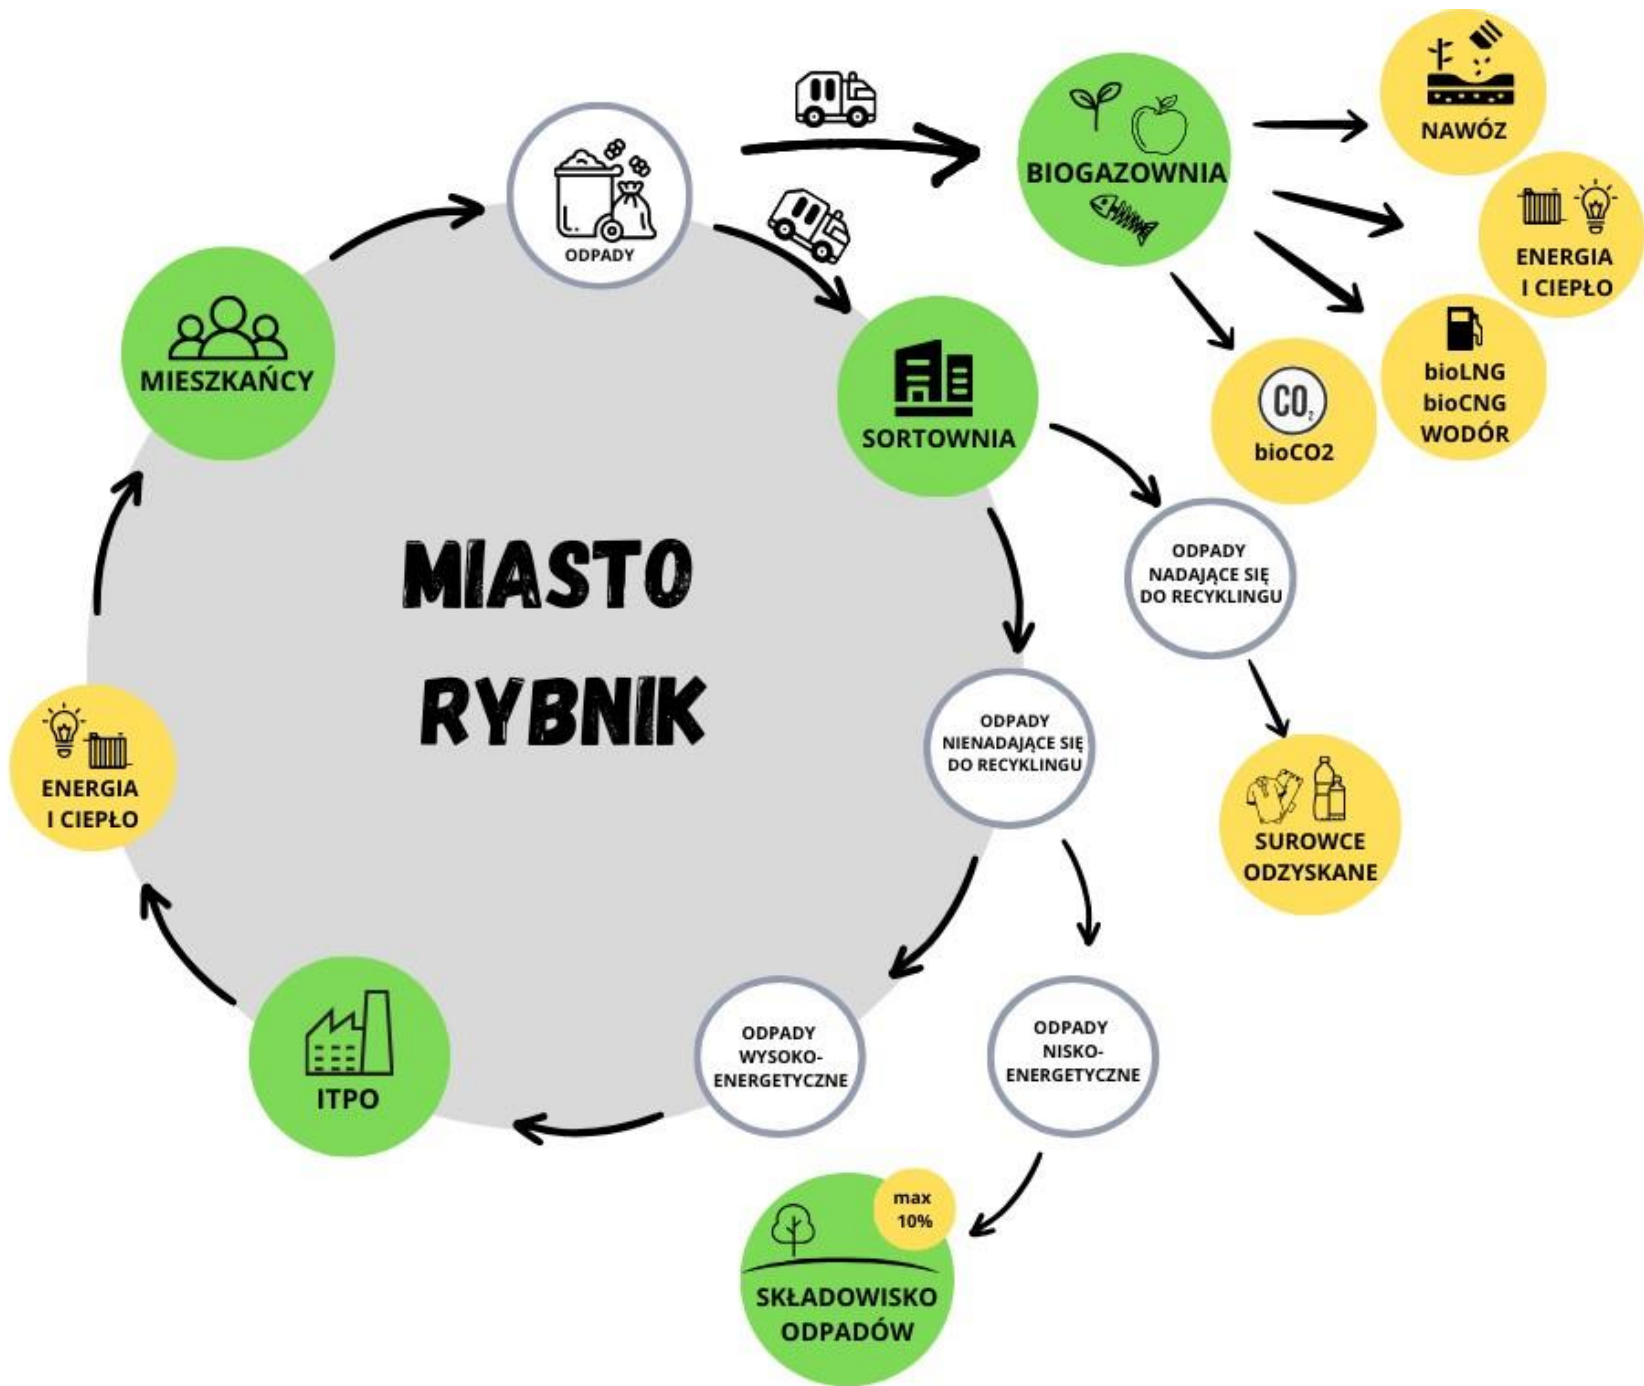 NAWÓZ
BIOGAZOWNIA
ENERGIA
I CIEPŁO
ODPADY
MIESZKAŃCY
SORTOWNIA
CO2
bioCO2
bioLNG
bioCNG
WODÓR
MIASTO
RYBNIK
ODPADY
NADAJĄCE SIĘ
DO RECYKLINGU
ODPADY
NIENADAJĄCE SIĘ
DO RECYKLINGU
ENERGIA
I CIEPŁO
SUROWCE
ODZYSKANE
ITPO
ODPADY
WYSOKO-
ENERGETYCZNE
ODPADY
NISKO-
ENERGETYCZNE
max
10%
SKŁADOWISKO
ODPADÓW